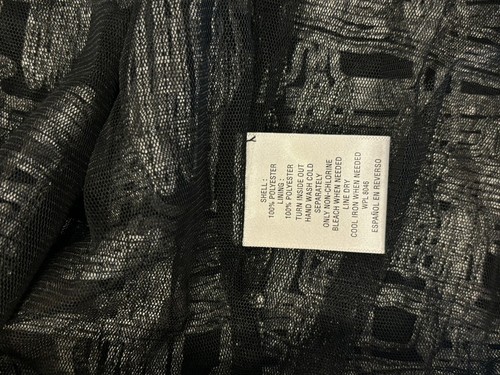 SHELL:
100% POLYESTER
LINING:
100% POLYESTER
TURN INSIDE OUT
HAND WASH COLD
SEPARATELY
ONLY NON-CHLORINE
BLEACH WHEN NEEDED
LINE DRY
COOL IRON WHEN NEEDED
WPL 8046
ESPAÑOL EN REVERSO